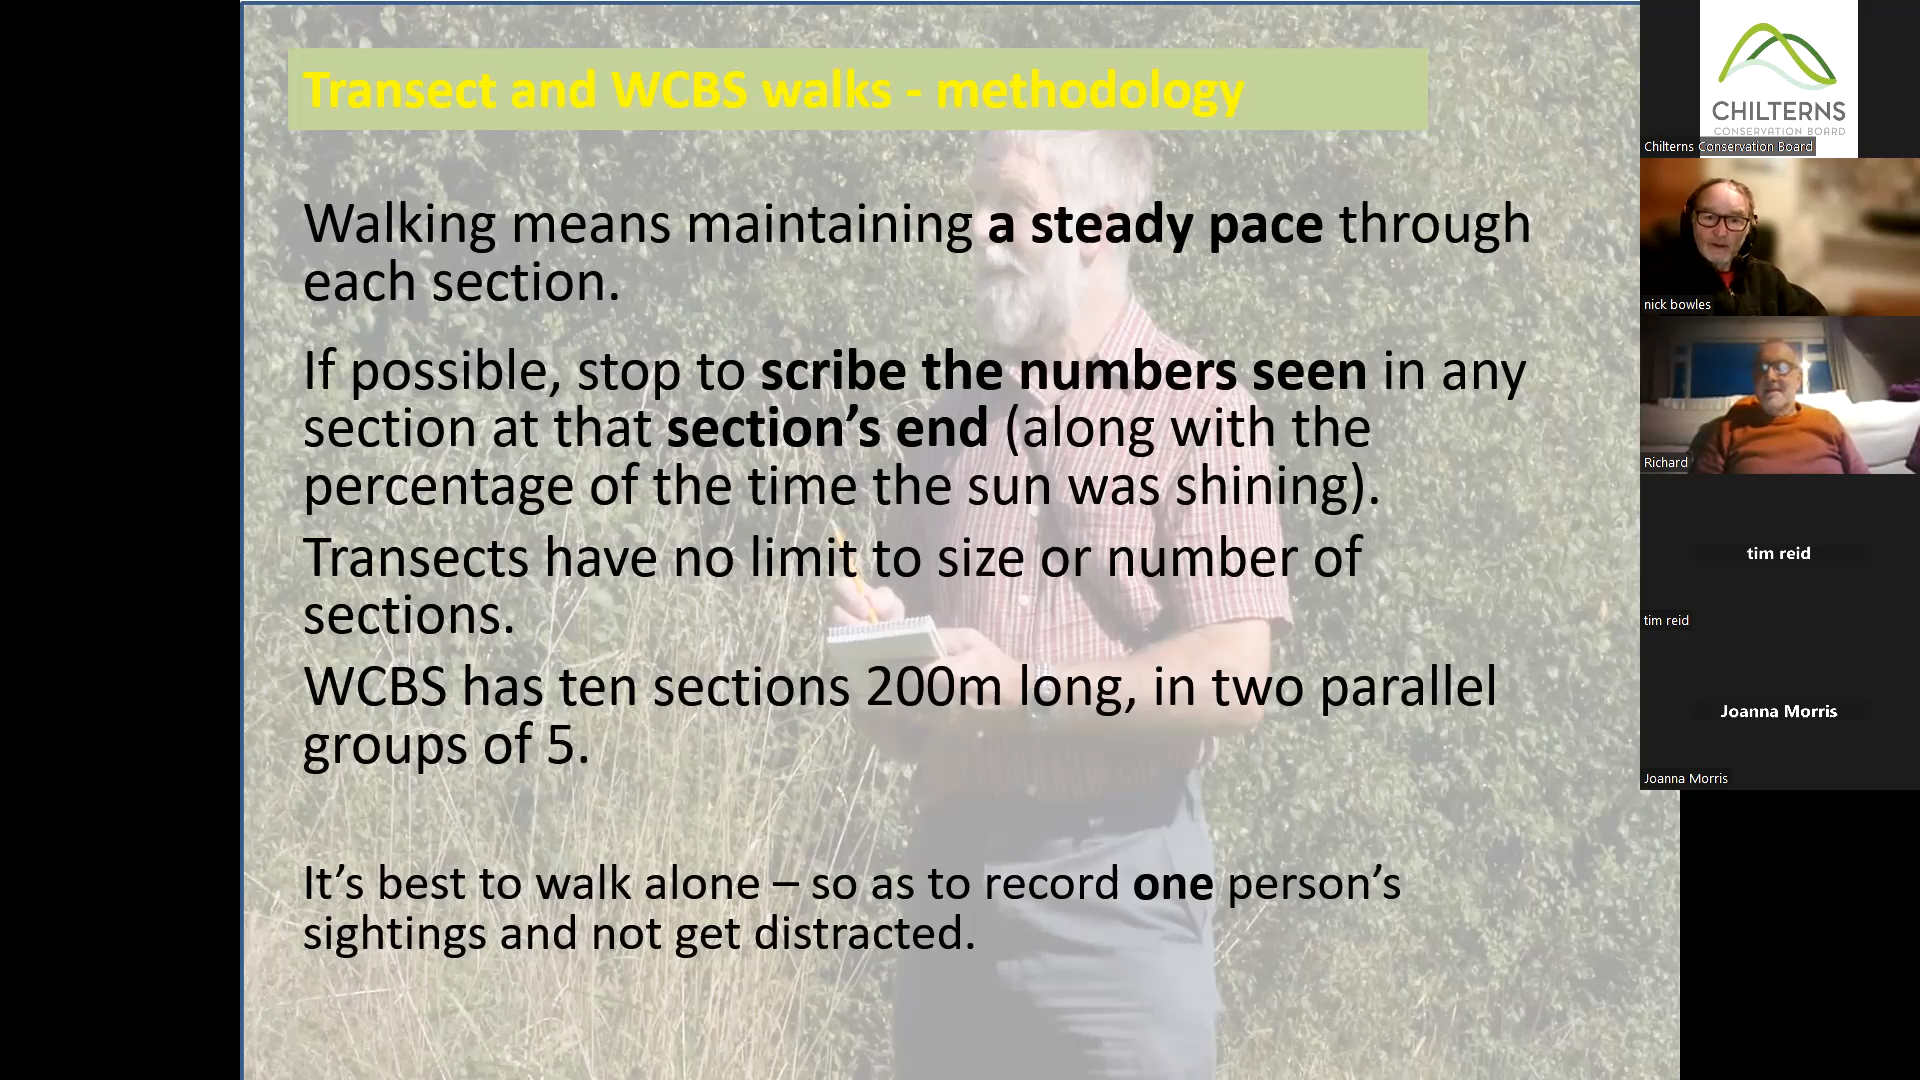 Transect and WCBS walks - methodology
Walking means maintaining a steady pace through
each section.
If possible, stop to scribe the numbers seen in any
section at that section’s end (along with the
percentage of the time the sun was shining).
Transects have no limit to size or number of
sections.
WCBS has ten sections 200m long, in two parallel
groups of 5.
It’s best to walk alone – so as to record one person’s
sightings and not get distracted.
CHILTERNS
CONSERVATION BOARD
Chilterns Conservation Board
nick bowles
Richard
tim reid
tim reid
Joanna Morris
Joanna Morris